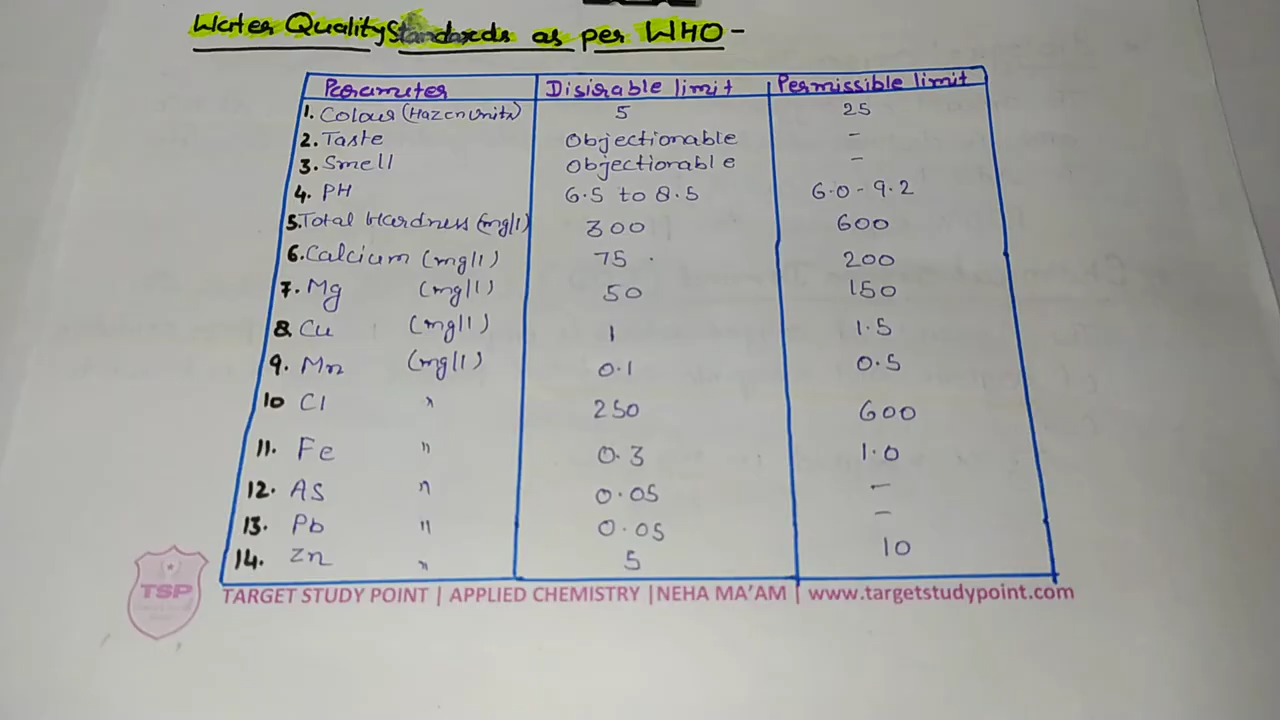 Water Quality Standards as per WHO -
Parameter Disirable limit Permissible limit
1. Colour (Hazen Units) 5 25
2. Taste Objectionable -
3. Smell Objectionable -
4. PH 6.5 to 8.5 6.0 - 9.2
5. Total Hardness (mg/l) 300 600
6. Calcium (mg/l) 75 200
7. Mg (mg/l) 50 150
8 Cu (mg/l) 1 1.5
9. Mn (mg/l) 0.1 0.5
10 Cl " 250 600
11. Fe " 0.3 1.0
12. AS " 0.05 -
13. Pb " 0.05 -
14. Zn " 5 10
TSP
TARGET STUDY POINT | APPLIED CHEMISTRY |NEHA MA'AM | www.targetstudypoint.com